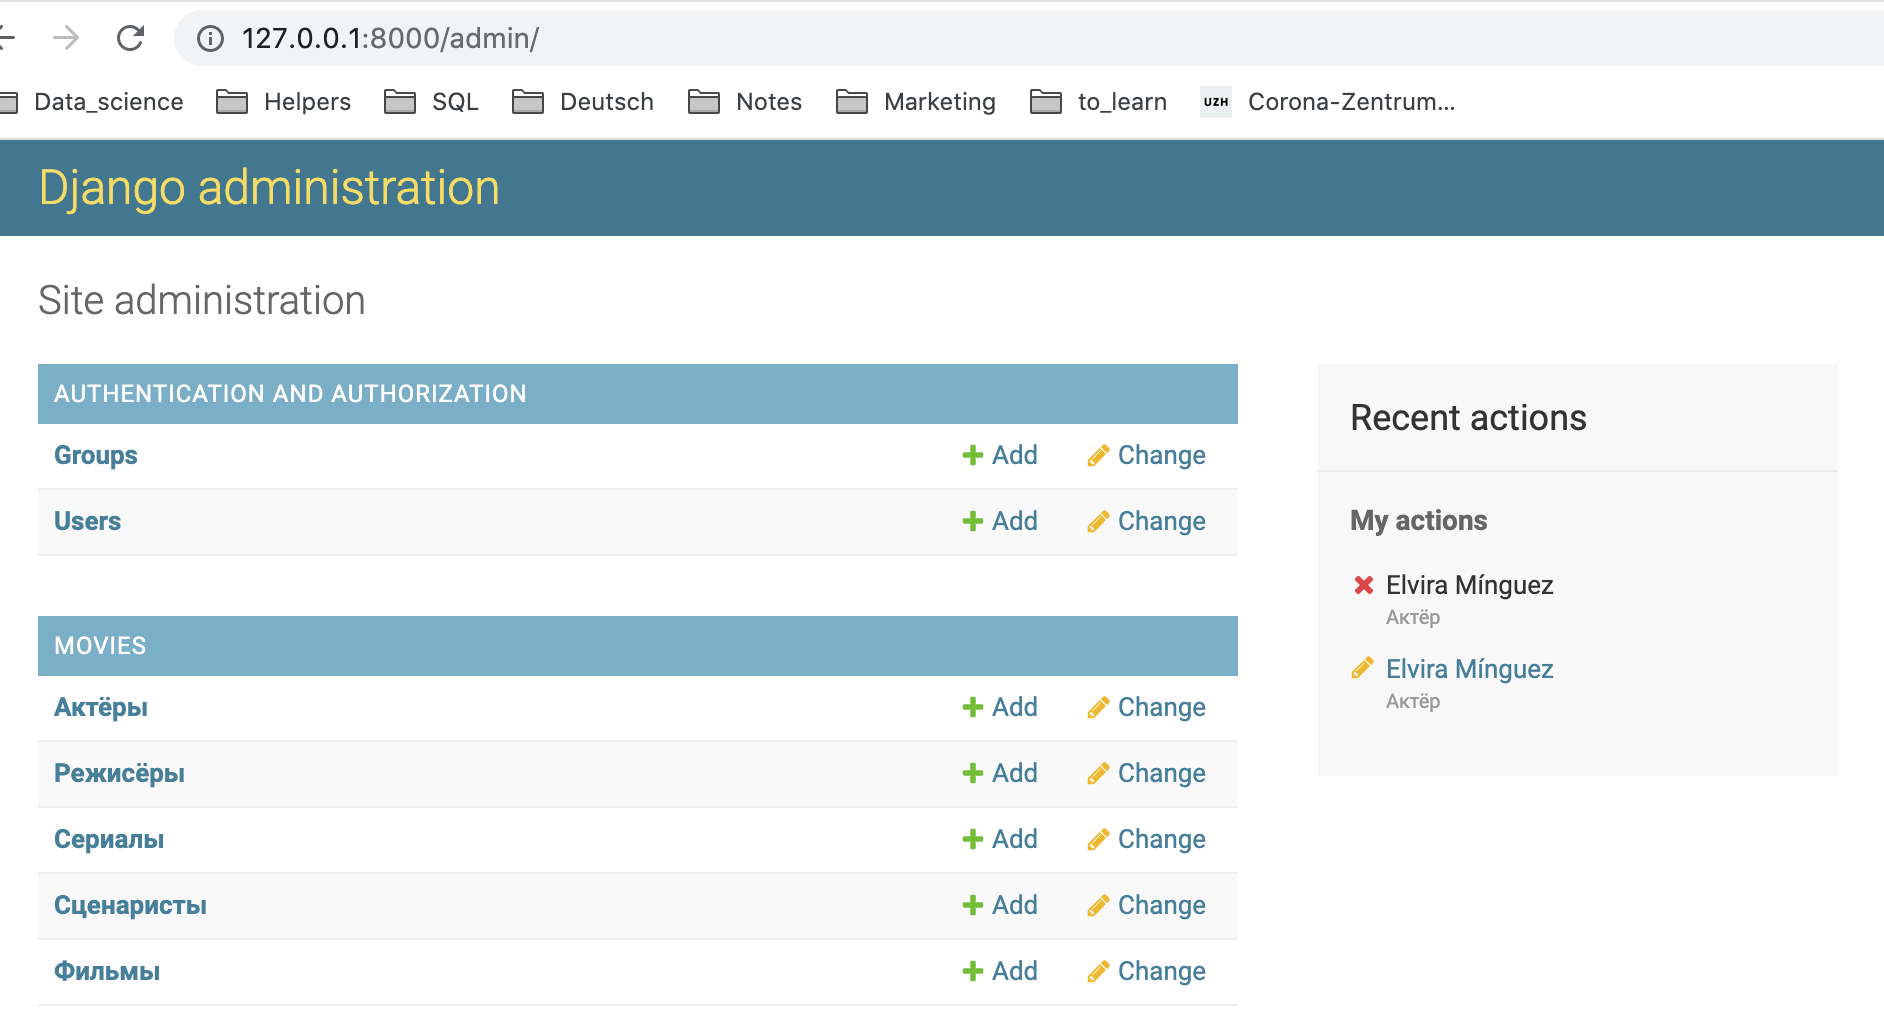 127.0.0.1:8000/admin/
Data_science Helpers SQL Deutsch Notes Marketing to_learn UZH Corona-Zentrum...
Django administration
Site administration
AUTHENTICATION AND AUTHORIZATION
Groups Add Change
Users Add Change
MOVIES
Актёры Add Change
Режисёры Add Change
Сериалы Add Change
Сценаристы Add Change
Фильмы Add Change
Recent actions
My actions
Elvira Mínguez
Актёр
Elvira Mínguez
Актёр